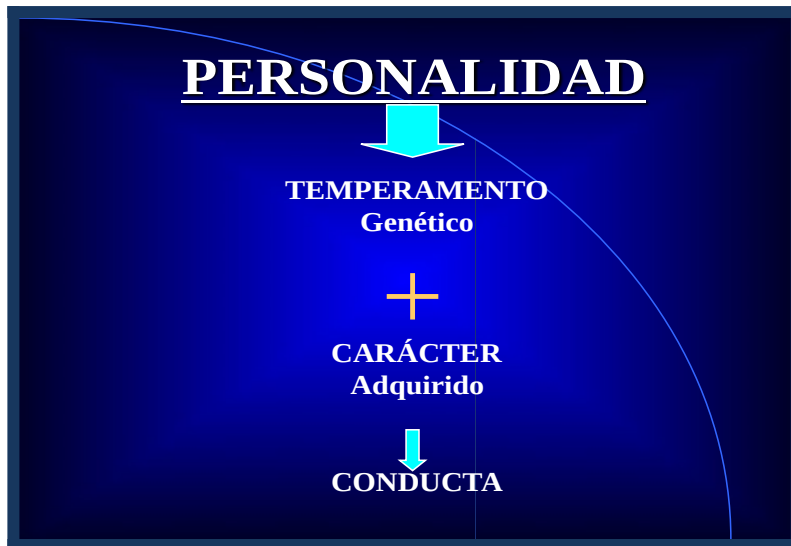 PERSONALIDAD
TEMPERAMENTO
Genético
+
CARÁCTER
Adquirido
CONDUCTA